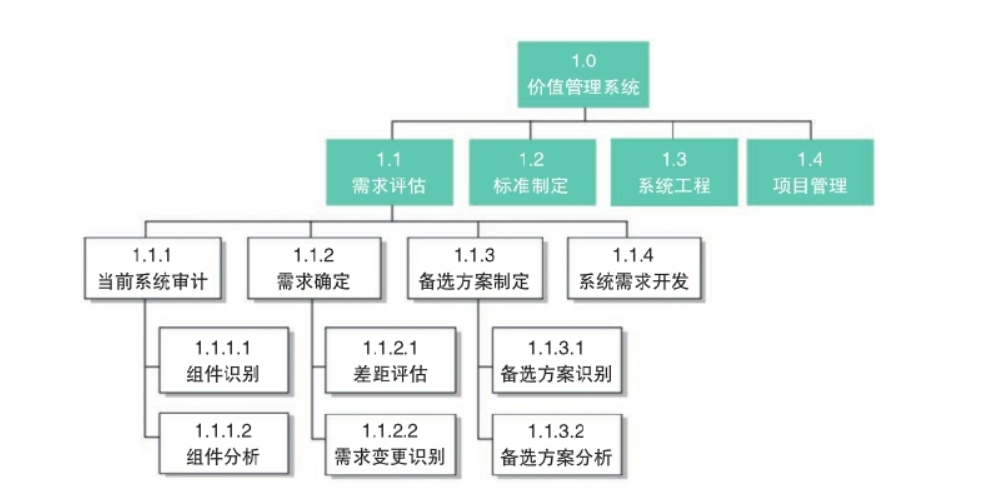 1.0
价值管理系统
1.1
需求评估
1.2
标准制定
1.3
系统工程
1.4
项目管理
1.1.1
当前系统审计
1.1.2
需求确定
1.1.3
备选方案制定
1.1.4
系统需求开发
1.1.1.1
组件识别
1.1.2.1
差距评估
1.1.3.1
备选方案识别
1.1.1.2
组件分析
1.1.2.2
需求变更识别
1.1.3.2
备选方案分析